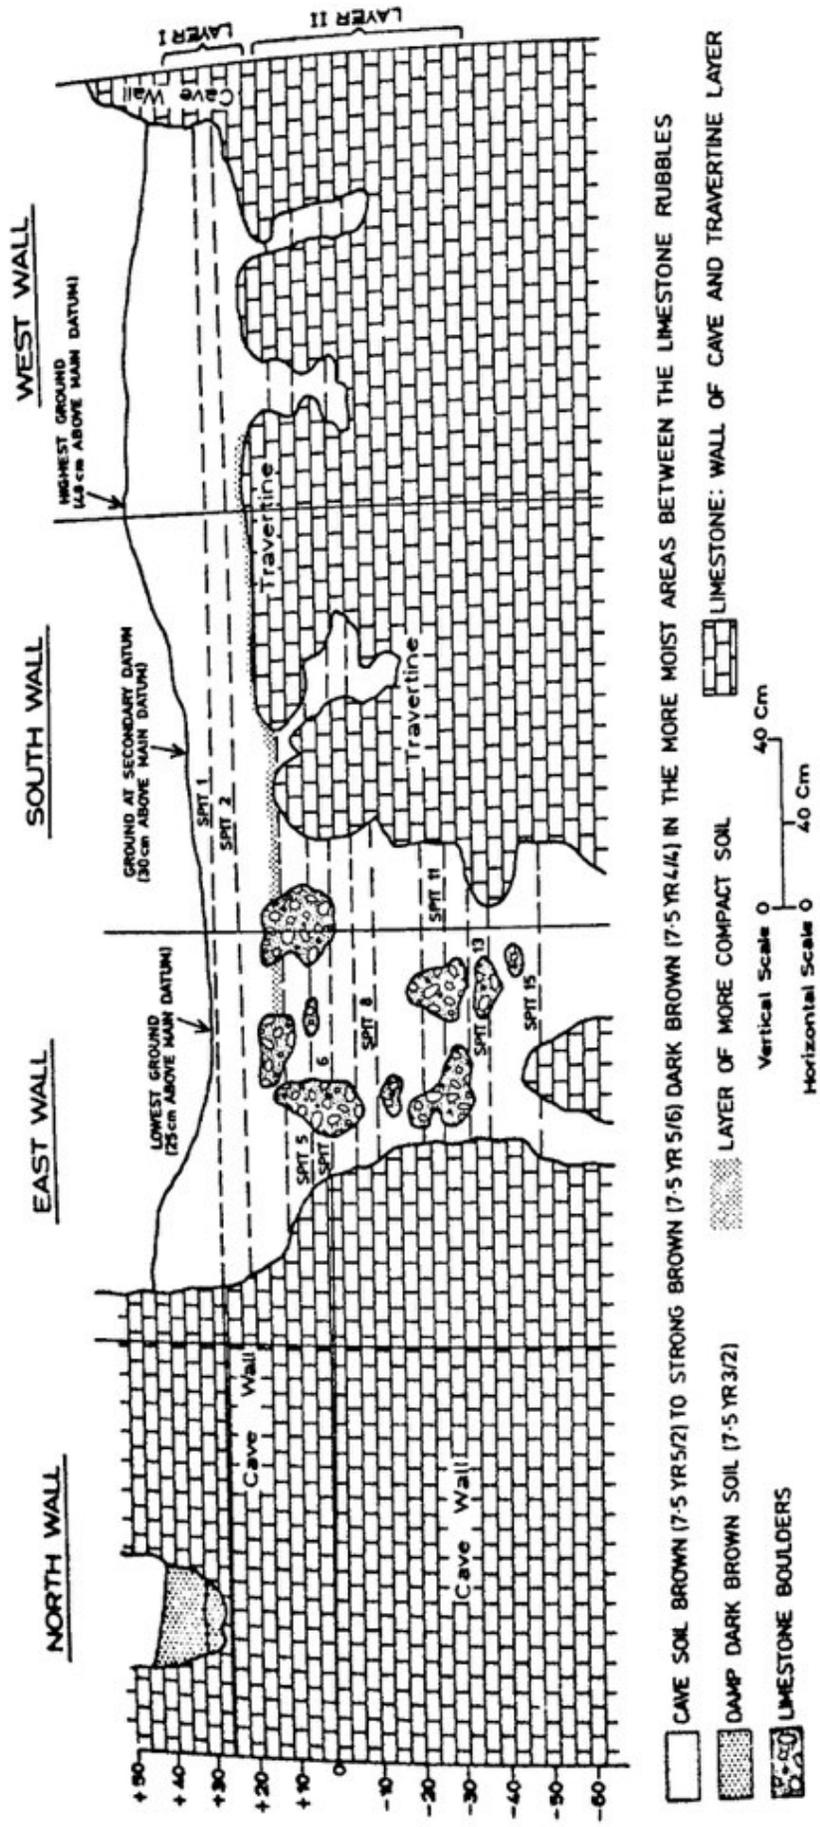 NORTH WALL
EAST WALL
SOUTH WALL
WEST WALL
LOWEST GROUND
(25cm ABOVE MAIN DATUM)
GROUND AT SECONDARY DATUM
(30cm ABOVE MAIN DATUM)
HIGHEST GROUND
(48cm ABOVE MAIN DATUM)
LAYER I
LAYER II
Cave Wall
Cave Wall
Cave Wall
Travertine
Travertine
SPIT 1
SPIT 2
SPIT 5
SPIT 6
SPIT 8
SPIT 11
SPIT 13
SPIT 15
+50
+40
+30
+20
+10
0
-10
-20
-30
-40
-50
-60
CAVE SOIL BROWN (7·5 YR 5/2) TO STRONG BROWN (7·5 YR 5/6) DARK BROWN (7·5 YR 4/4) IN THE MORE MOIST AREAS BETWEEN THE LIMESTONE RUBBLES
DAMP DARK BROWN SOIL (7·5 YR 3/2)
LAYER OF MORE COMPACT SOIL
LIMESTONE: WALL OF CAVE AND TRAVERTINE LAYER
LIMESTONE BOULDERS
Vertical Scale 0 40 Cm
Horizontal Scale 0 40 Cm